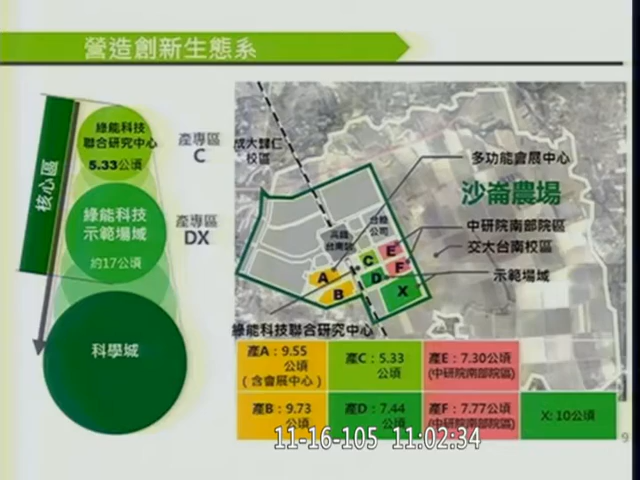 營造創新生態系
核心區
綠能科技
聯合研究中心
5.33公頃
產專區
C
綠能科技
示範場域
約17公頃
產專區
DX
科學城
成大歸仁
校區
多功能會展中心
沙崙農場
中研院南部院區
交大台南校區
示範場域
高鐵
台南站
台糖
公司
A
B
C
D
E
F
X
綠能科技聯合研究中心
產A：9.55
公頃
（含會展中心）
產C：5.33
公頃
產E：7.30公頃
(中研院南部院區)
產B：9.73
公頃
產D：7.44
公頃
產F：7.77公頃
(中研院南部院區)
X: 10公頃
9
11-16-105 11:02:34